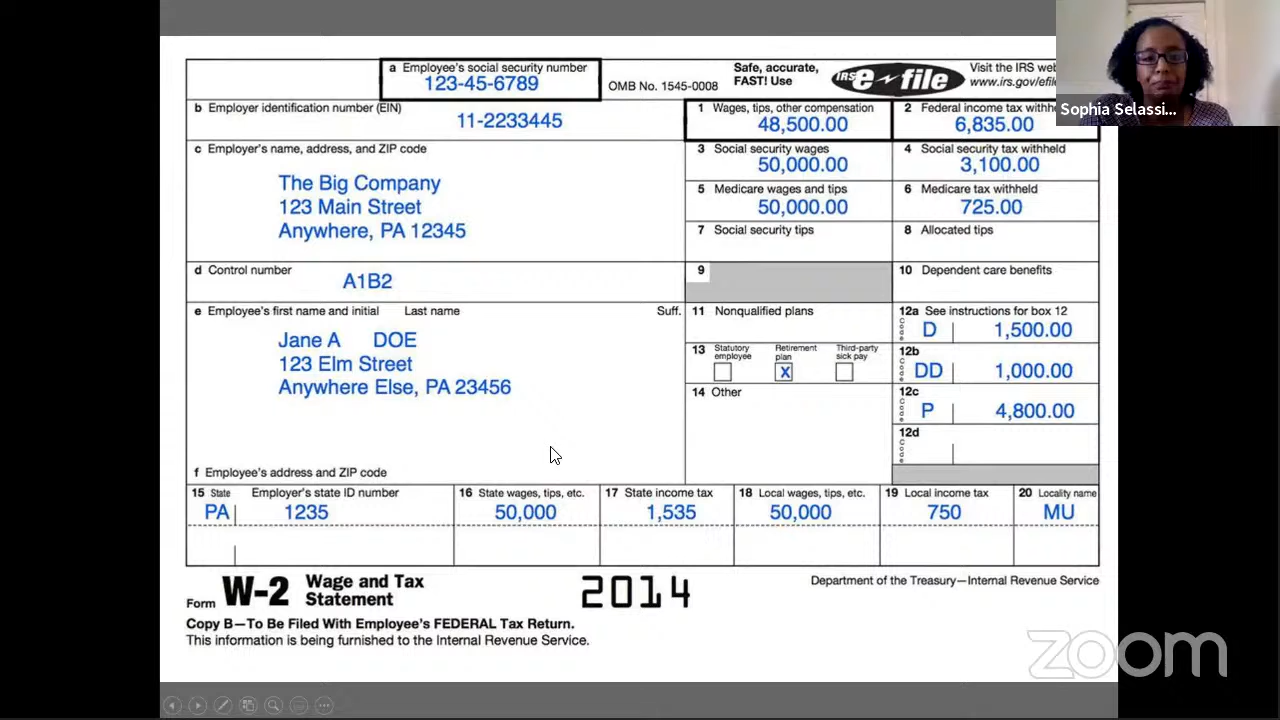 a Employee's social security number
123-45-6789
OMB No. 1545-0008
Safe, accurate,
FAST! Use
IRS e file
Visit the IRS
www.irs.gov/
Sophia Selassi...
b Employer identification number (EIN)
11-2233445
1 Wages, tips, other compensation
48,500.00
2 Federal income tax
6,835.00
c Employer's name, address, and ZIP code
The Big Company
123 Main Street
Anywhere, PA 12345
3 Social security wages
50,000.00
4 Social security tax withheld
3,100.00
5 Medicare wages and tips
50,000.00
6 Medicare tax withheld
725.00
7 Social security tips
8 Allocated tips
d Control number
A1B2
9
10 Dependent care benefits
e Employee's first name and initial Last name Suff.
Jane A DOE
123 Elm Street
Anywhere Else, PA 23456
11 Nonqualified plans
12a See instructions for box 12
Code
D 1,500.00
13 Statutory employee Retirement plan Third-party sick pay
X
12b
Code
DD 1,000.00
14 Other
12c
Code
P 4,800.00
12d
Code
f Employee's address and ZIP code
15 State Employer's state ID number
PA 1235
16 State wages, tips, etc.
50,000
17 State income tax
1,535
18 Local wages, tips, etc.
50,000
19 Local income tax
750
20 Locality name
MU
Form W-2 Wage and Tax
Statement
2014
Department of the Treasury—Internal Revenue Service
Copy B—To Be Filed With Employee's FEDERAL Tax Return.
This information is being furnished to the Internal Revenue Service.
zoom